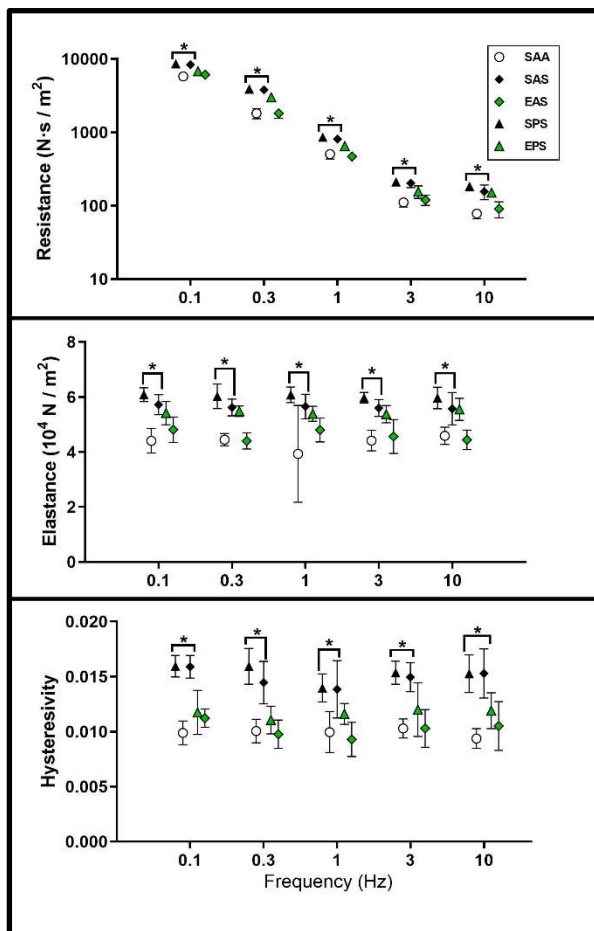 Resistance (N·s / m²)
10000
1000
100
10
*
*
*
*
*
SAA
SAS
EAS
SPS
EPS
0.1 0.3 1 3 10
Elastance (10⁴ N / m²)
8
6
4
2
0
*
*
*
*
*
0.1 0.3 1 3 10
Hysteresivity
0.020
0.015
0.010
0.005
0.000
*
*
*
*
*
0.1 0.3 1 3 10
Frequency (Hz)